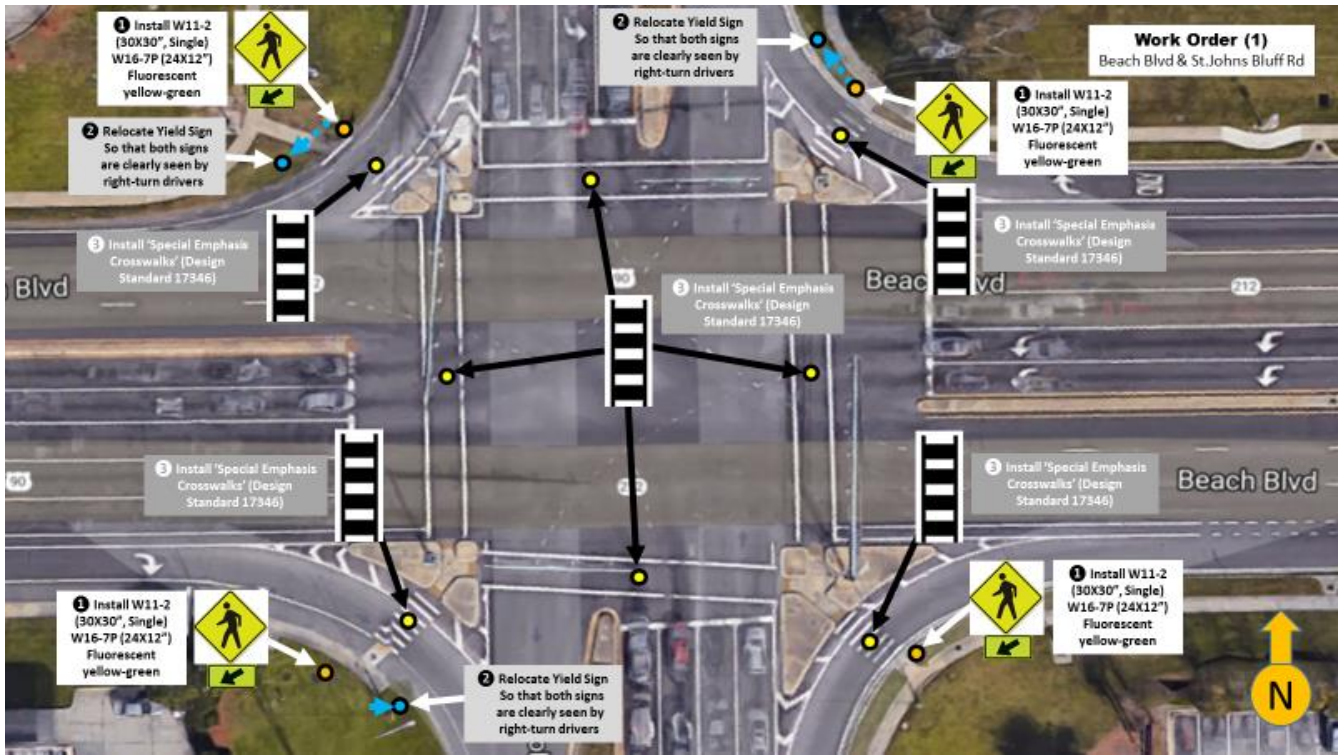 ❶ Install W11-2
(30X30”, Single)
W16-7P (24X12”)
Fluorescent
yellow-green
❷ Relocate Yield Sign
So that both signs
are clearly seen by
right-turn drivers
Work Order (1)
Beach Blvd & St.Johns Bluff Rd
❷ Relocate Yield Sign
So that both signs
are clearly seen by
right-turn drivers
❶ Install W11-2
(30X30”, Single)
W16-7P (24X12”)
Fluorescent
yellow-green
❸ Install ‘Special Emphasis
Crosswalks’ (Design
Standard 17346)
❸ Install ‘Special Emphasis
Crosswalks’ (Design
Standard 17346)
Blvd
90
Beach Blvd
212
❸ Install ‘Special Emphasis
Crosswalks’ (Design
Standard 17346)
❸ Install ‘Special Emphasis
Crosswalks’ (Design
Standard 17346)
❸ Install ‘Special Emphasis
Crosswalks’ (Design
Standard 17346)
90
Beach Blvd
❶ Install W11-2
(30X30”, Single)
W16-7P (24X12”)
Fluorescent
yellow-green
❶ Install W11-2
(30X30”, Single)
W16-7P (24X12”)
Fluorescent
yellow-green
❷ Relocate Yield Sign
So that both signs
are clearly seen by
right-turn drivers
N